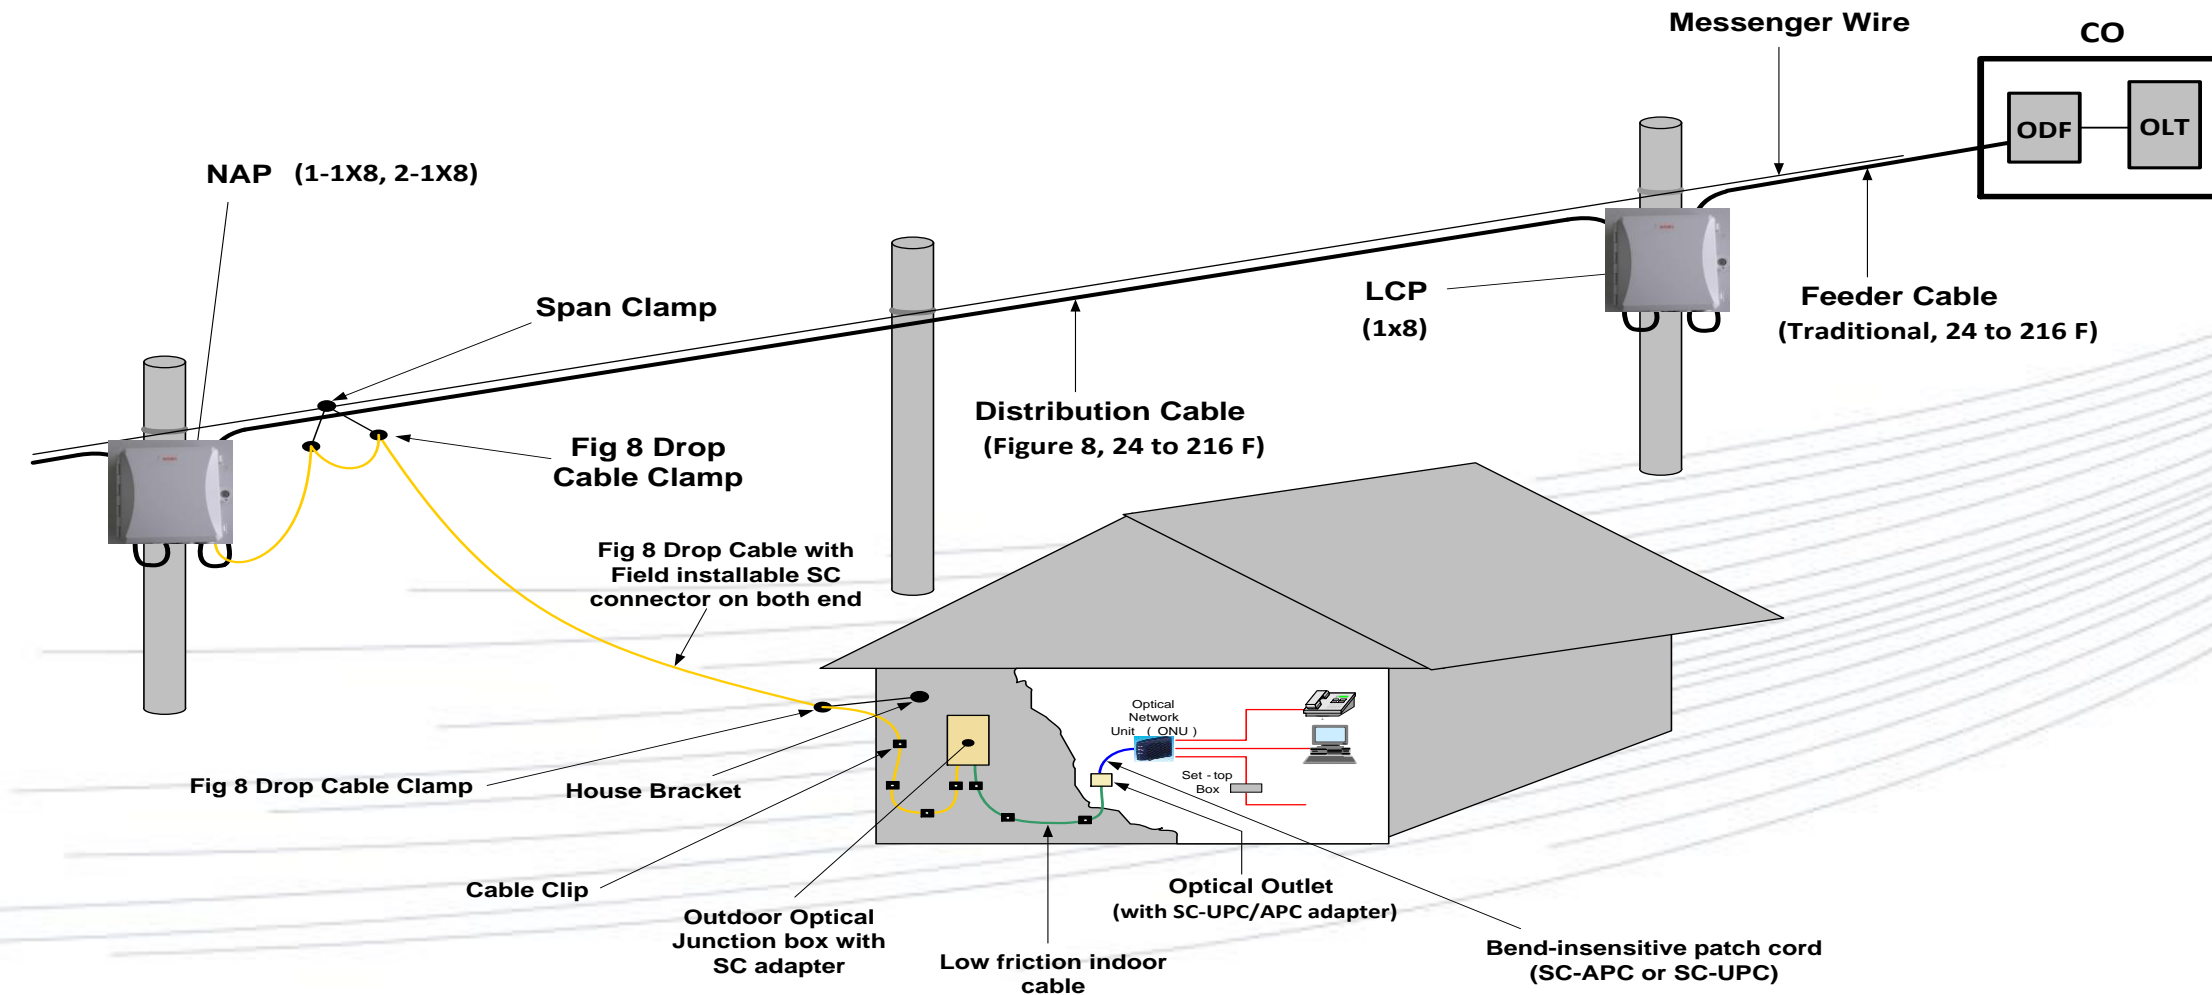 Messenger Wire
CO
ODF
OLT
NAP (1-1X8, 2-1X8)
Span Clamp
LCP
(1x8)
Feeder Cable
(Traditional, 24 to 216 F)
Distribution Cable
(Figure 8, 24 to 216 F)
Fig 8 Drop
Cable Clamp
Fig 8 Drop Cable with
Field installable SC
connector on both end
Optical
Network
Unit ( ONU )
Set - top
Box
Fig 8 Drop Cable Clamp
House Bracket
Cable Clip
Outdoor Optical
Junction box with
SC adapter
Low friction indoor
cable
Optical Outlet
(with SC-UPC/APC adapter)
Bend-insensitive patch cord
(SC-APC or SC-UPC)